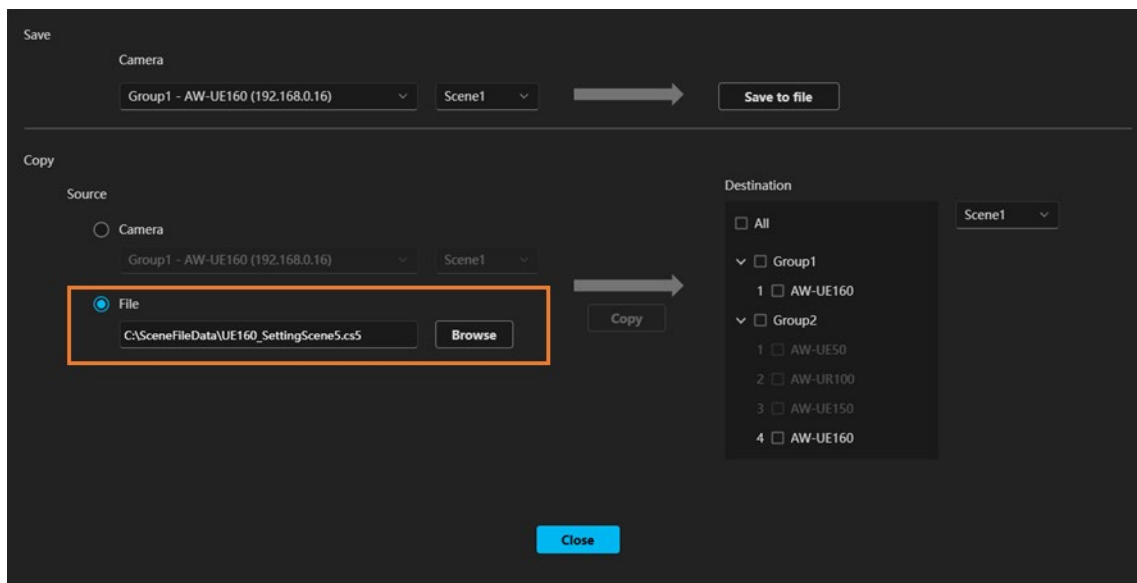 Save
Camera
Group1 - AW-UE160 (192.168.0.16) Scene1 Save to file
Copy
Source
Camera
Group1 - AW-UE160 (192.168.0.16) Scene1
File
C:\SceneFileData\UE160_SettingScene5.cs5 Browse
Copy
Destination
All Scene1
Group1
1 AW-UE160
Group2
1 AW-UE50
2 AW-UR100
3 AW-UE150
4 AW-UE160
Close